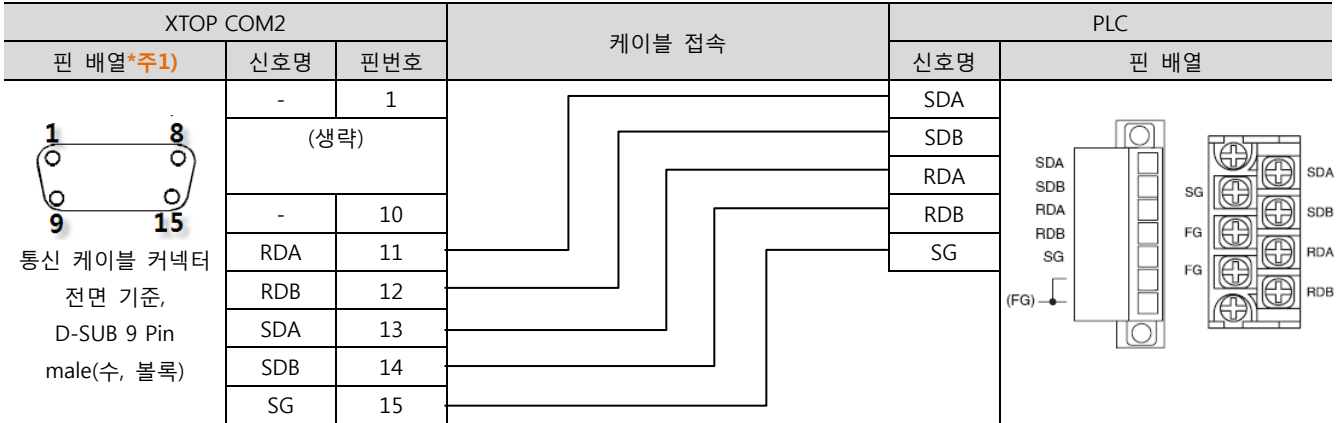 XTOP COM2 케이블 접속 PLC
핀 배열*주1) 신호명 핀번호 신호명 핀 배열
- 1 SDA
(생략) SDB
RDA
- 10 RDB
RDA 11 SG
RDB 12
SDA 13
SDB 14
SG 15
1 8
9 15
통신 케이블 커넥터
전면 기준,
D-SUB 9 Pin
male(수, 볼록)
SDA
SDB
RDA
RDB
SG
(FG)
SG
FG
FG
SDA
SDB
RDA
RDB